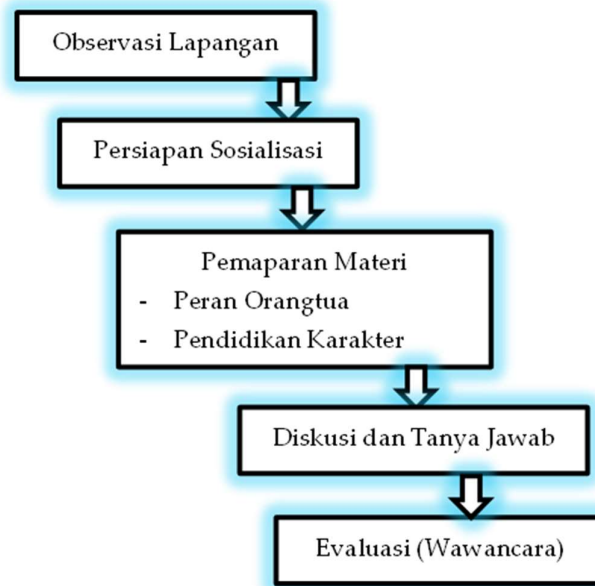 Observasi Lapangan
Persiapan Sosialisasi
Pemaparan Materi
- Peran Orangtua
- Pendidikan Karakter
Diskusi dan Tanya Jawab
Evaluasi (Wawancara)